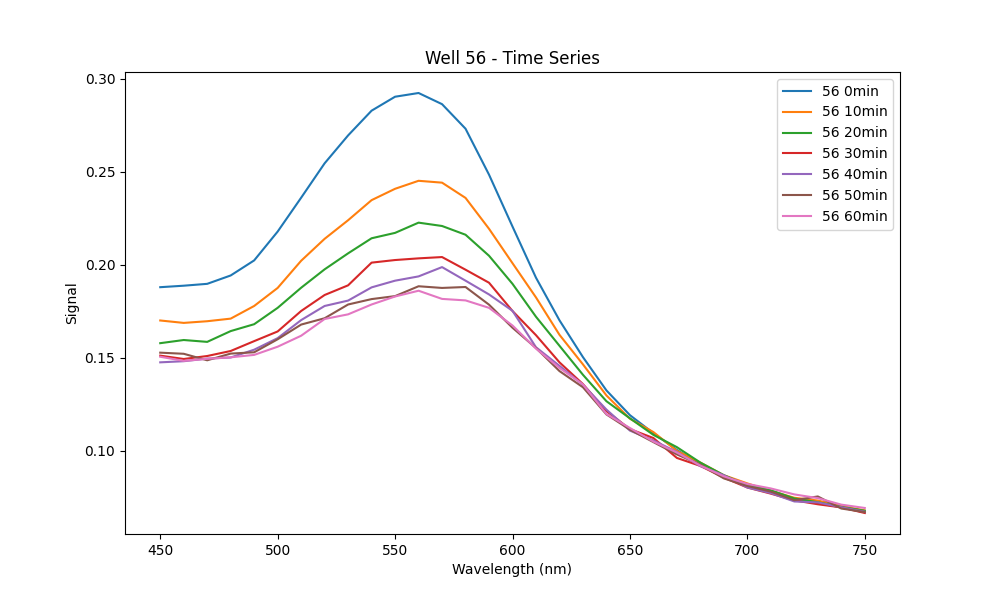 Well 56 - Time Series
0.30
0.25
0.20
0.15
0.10
Signal
450
500
550
600
650
700
750
Wavelength (nm)
56 0min
56 10min
56 20min
56 30min
56 40min
56 50min
56 60min